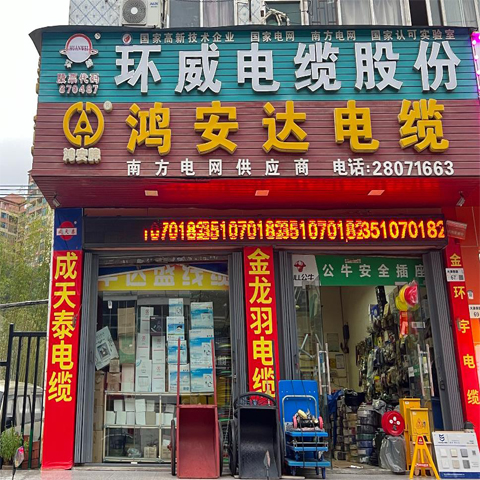 国家高新技术企业 国家电网 南方电网 国家认可实验室
环威电缆股份
股票代码
870487
鸿安达电缆
鸿安牌
南方电网供应商 电话:28071663
成天泰电缆
金龙羽电缆
公牛安全插座
金环宇电缆